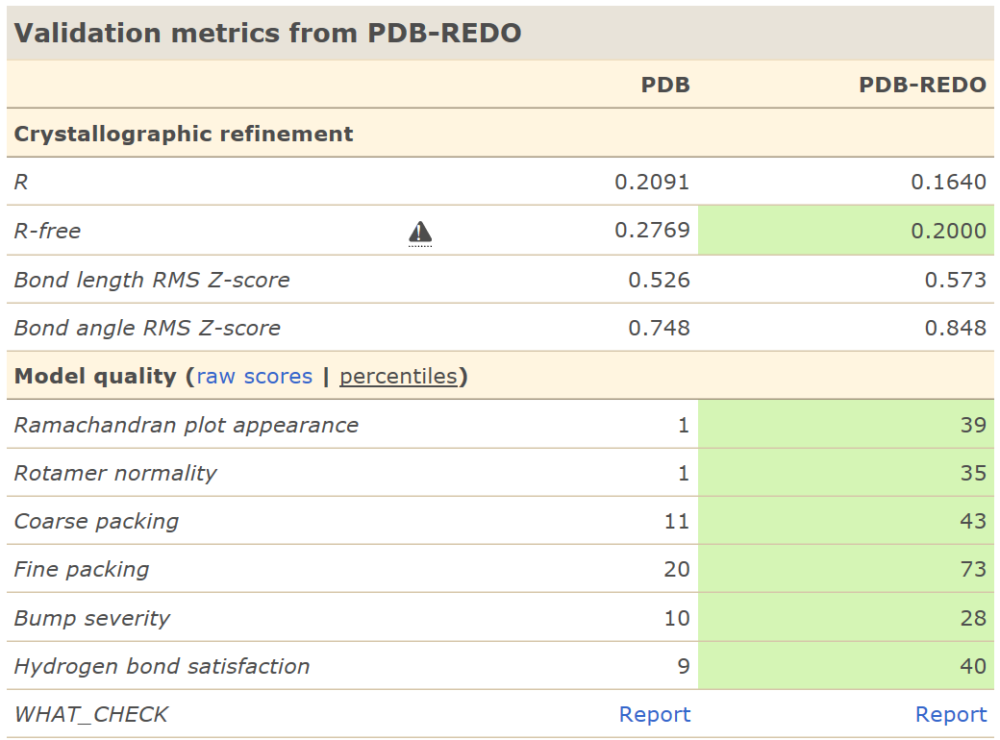 Validation metrics from PDB-REDO
PDB PDB-REDO
Crystallographic refinement
R 0.2091 0.1640
R-free 0.2769 0.2000
Bond length RMS Z-score 0.526 0.573
Bond angle RMS Z-score 0.748 0.848
Model quality (raw scores | percentiles)
Ramachandran plot appearance 1 39
Rotamer normality 1 35
Coarse packing 11 43
Fine packing 20 73
Bump severity 10 28
Hydrogen bond satisfaction 9 40
WHAT_CHECK Report Report